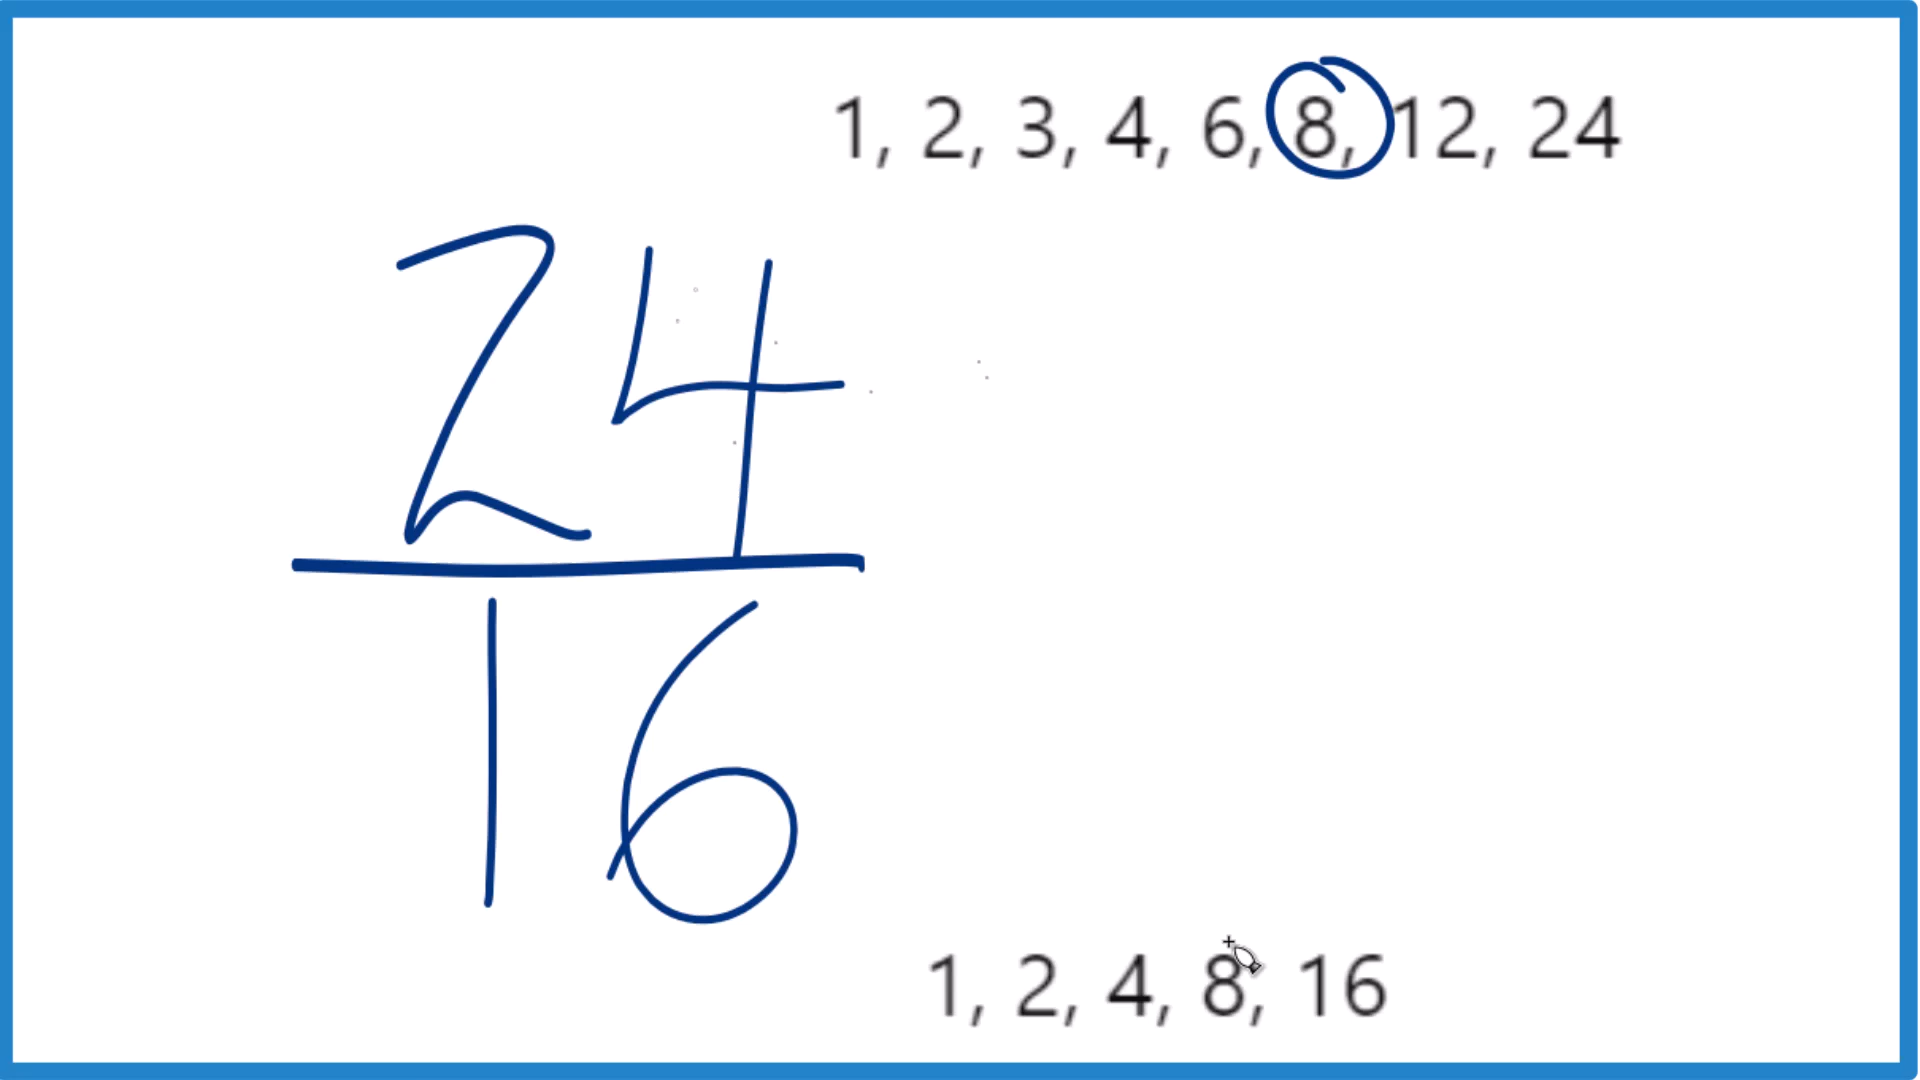 1, 2, 3, 4, 6, 8, 12, 24
24
16
1, 2, 4, 8, 16